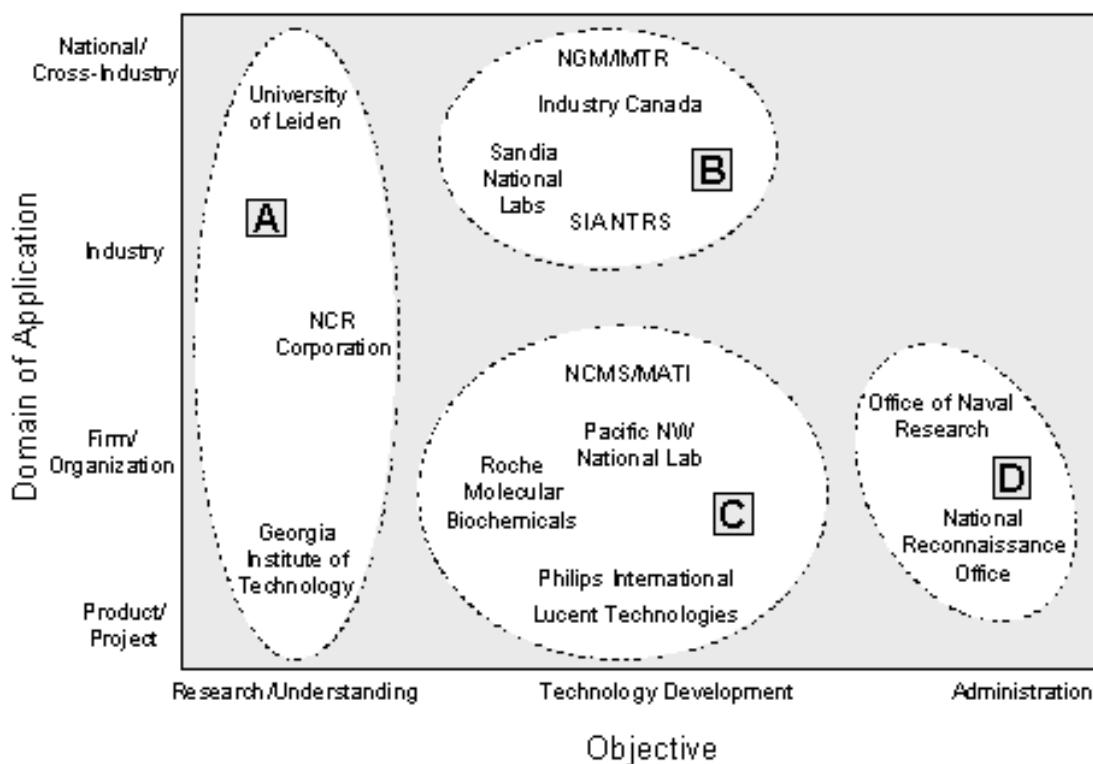 National/
Cross-Industry
Industry
Firm/
Organization
Product/
Project
Domain of Application
University
of Leiden
A
NCR
Corporation
Georgia
Institute of
Technology
NGM/IMTR
Industry Canada
Sandia
National
Labs
B
SIANTRS
NCMS/MATI
Pacific NW
National Lab
Roche
Molecular
Biochemicals
C
Philips International
Lucent Technologies
Office of Naval
Research
D
National
Reconnaissance
Office
Research/Understanding
Technology Development
Administration
Objective